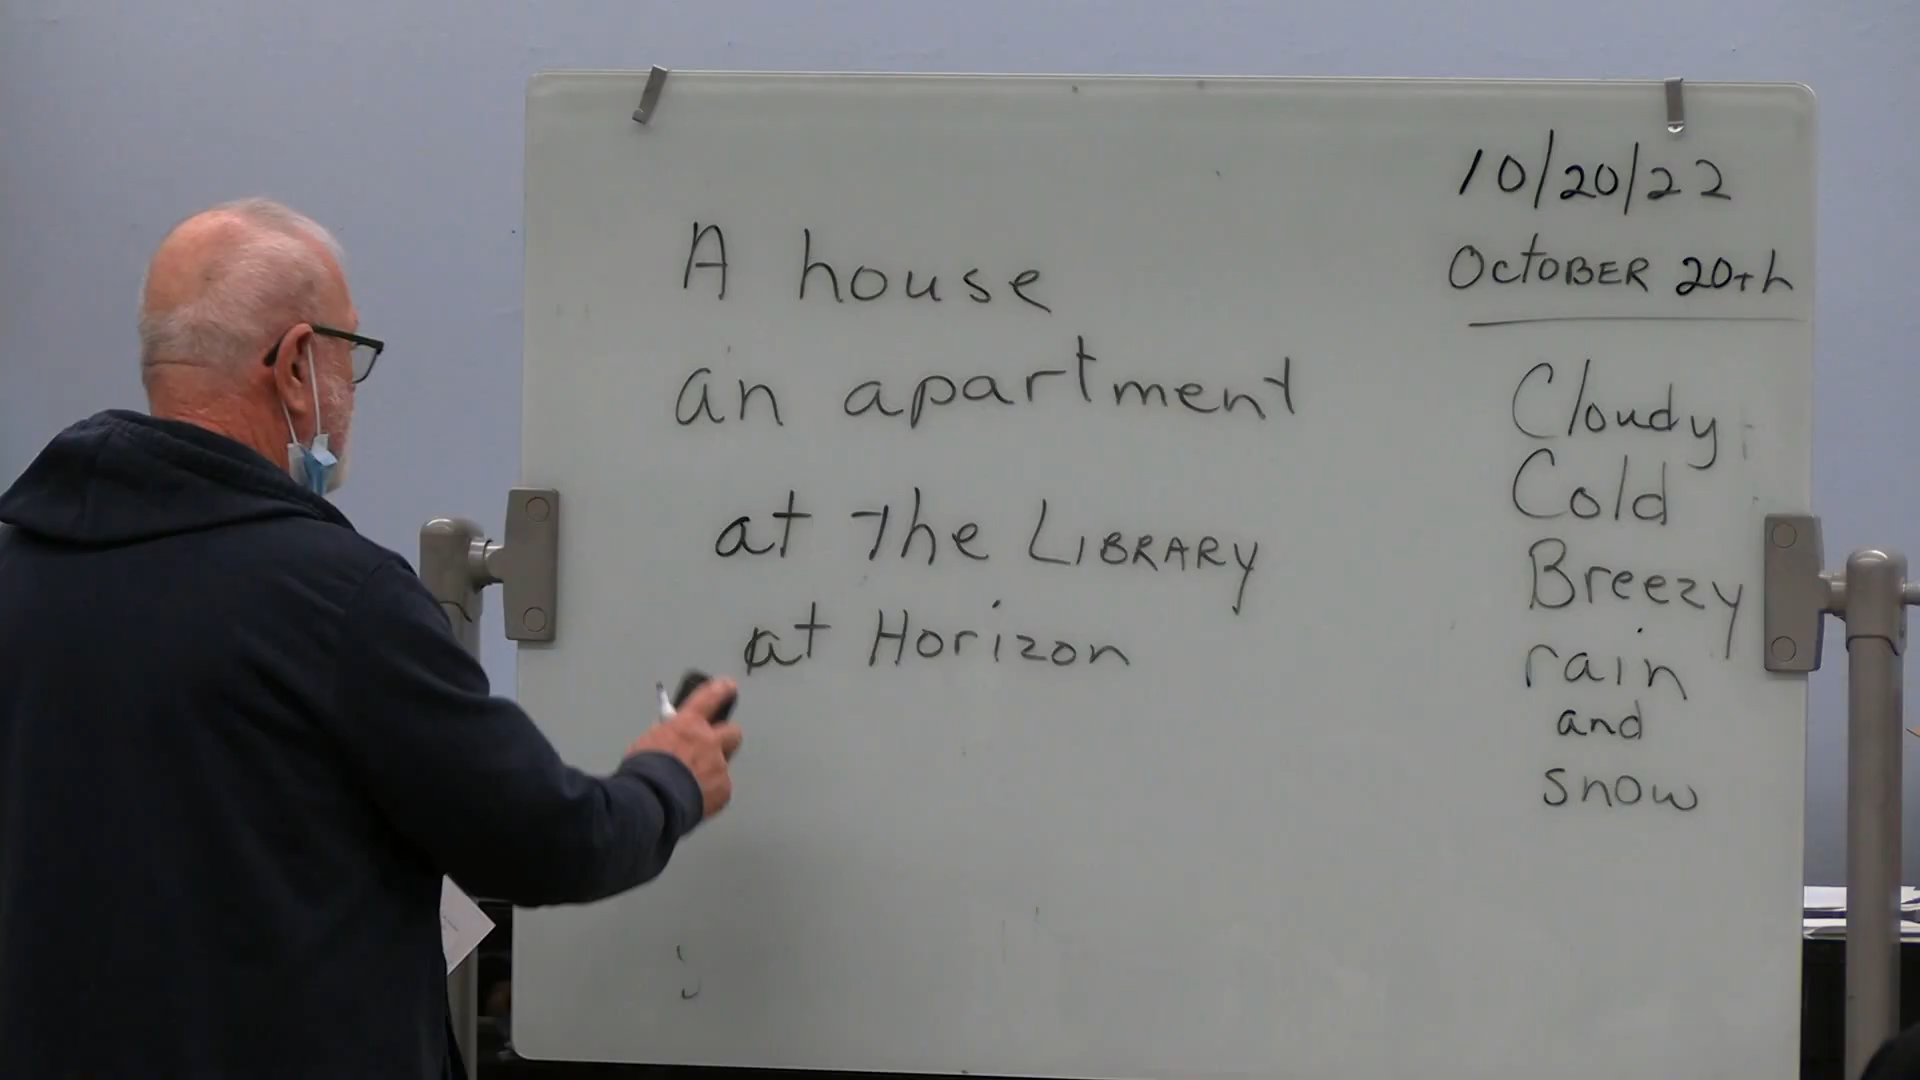 A house
an apartment
at the LIBRARY
at Horizon
10/20/22
OCTOBER 20th
Cloudy
Cold
Breezy
rain
and
snow